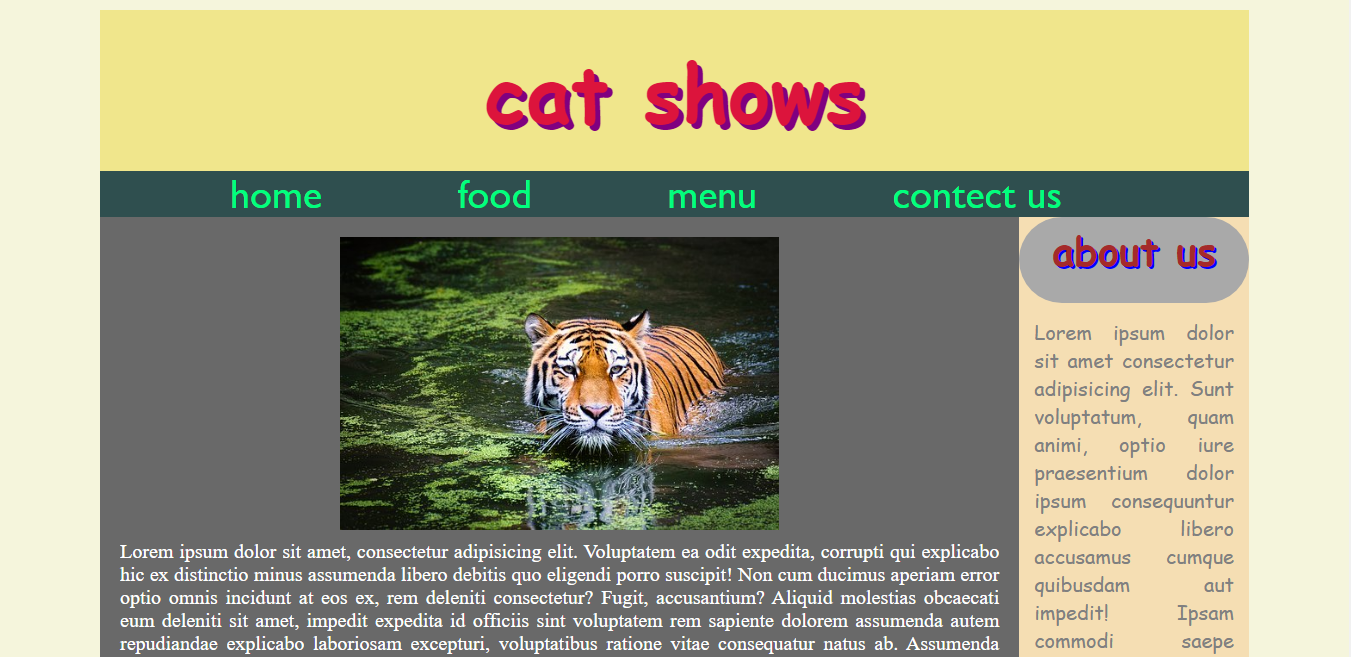 cat shows
home food menu contect us
Lorem ipsum dolor sit amet, consectetur adipisicing elit. Voluptatem ea odit expedita, corrupti qui explicabo
hic ex distinctio minus assumenda libero debitis quo eligendi porro suscipit! Non cum ducimus aperiam error
optio omnis incidunt at eos ex, rem deleniti consectetur? Fugit, accusantium? Aliquid molestias obcaecati
eum deleniti sit amet, impedit expedita id officiis sint voluptatem rem sapiente dolorem assumenda autem
repudiandae explicabo laboriosam excepturi, voluptatibus ratione vitae consequatur natus ab. Assumenda
about us
Lorem ipsum dolor
sit amet consectetur
adipisicing elit. Sunt
voluptatum, quam
animi, optio iure
praesentium dolor
ipsum consequuntur
explicabo libero
accusamus cumque
quibusdam aut
impedit! Ipsam
commodi saepe